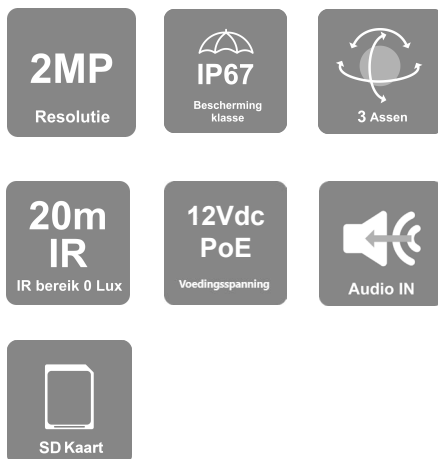 2MP
Resolutie
IP67
Bescherming
klasse
3 Assen
20m
IR
IR bereik 0 Lux
12Vdc
PoE
Voedingsspanning
Audio IN
SD Kaart